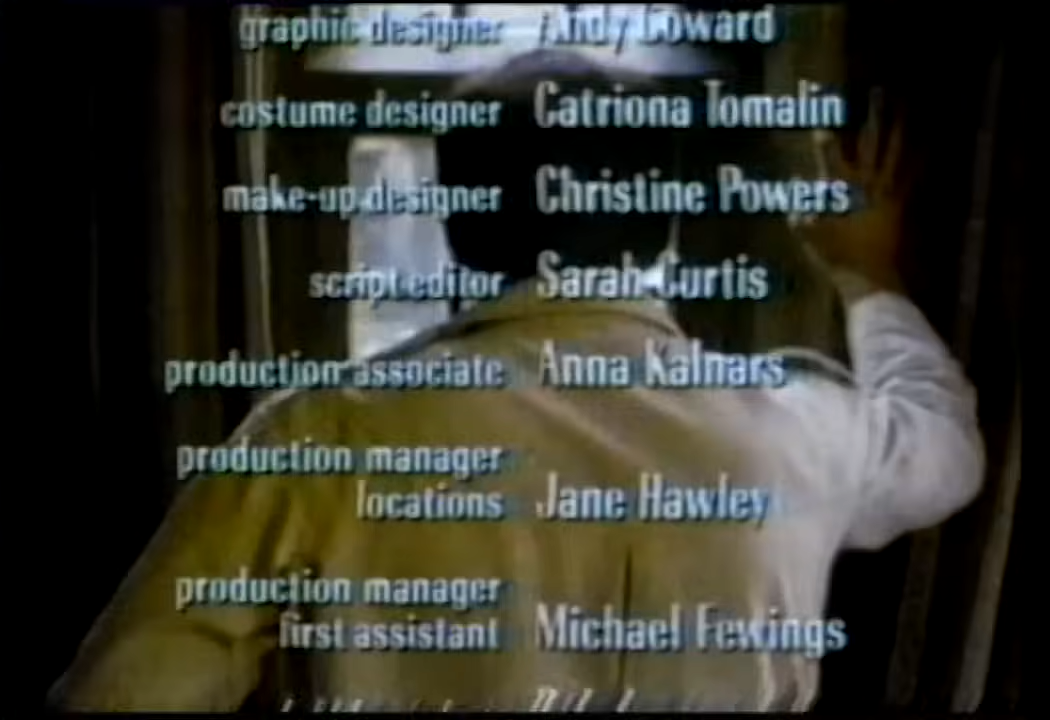 graphic designer Andy Coward
costume designer Catriona Tomalin
make-up designer Christine Powers
script editor Sarah Curtis
production associate Anna Kalnars
production manager
locations Jane Hawley
production manager
first assistant Michael Fewings